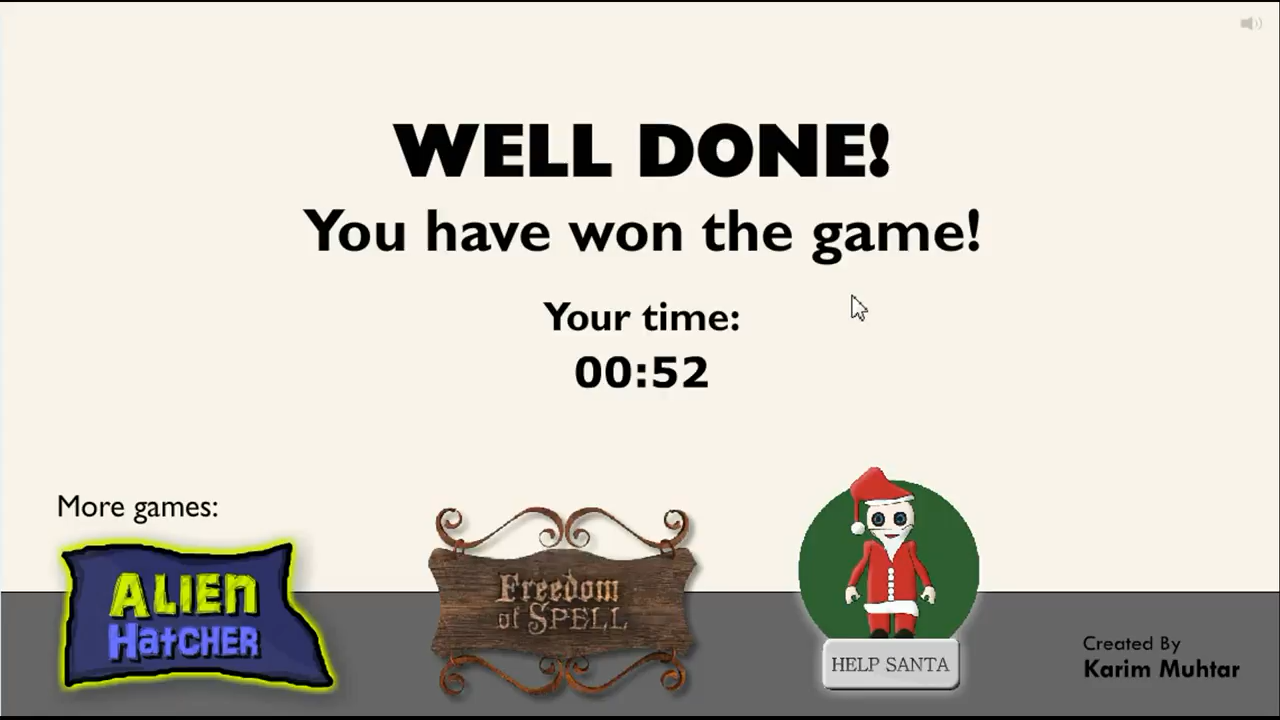 WELL DONE!
You have won the game!
Your time:
00:52
More games:
ALIEN
HatCHER
Freedom
of SPELL
HELP SANTA
Created By
Karim Muhtar